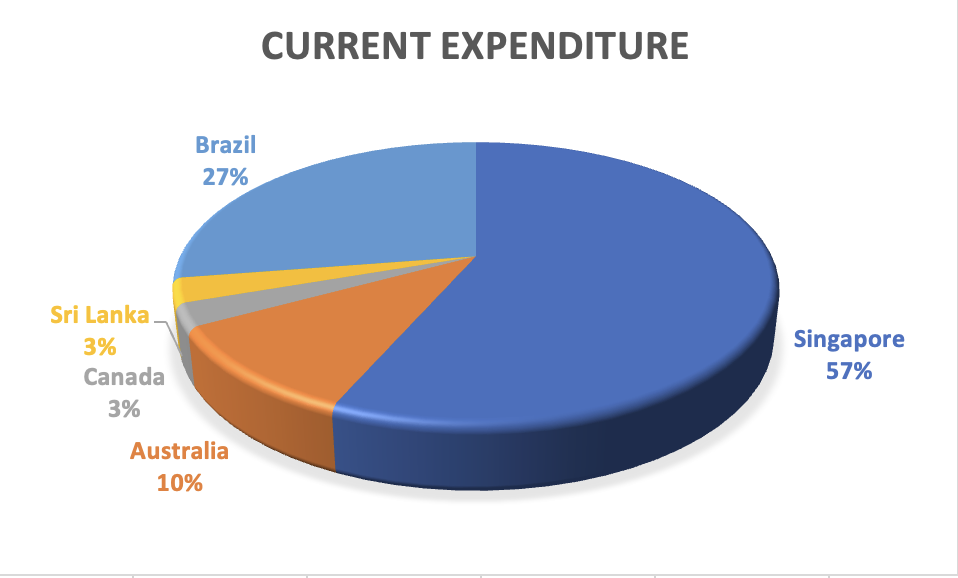 CURRENT EXPENDITURE
Brazil
27%
Sri Lanka
3%
Canada
3%
Australia
10%
Singapore
57%